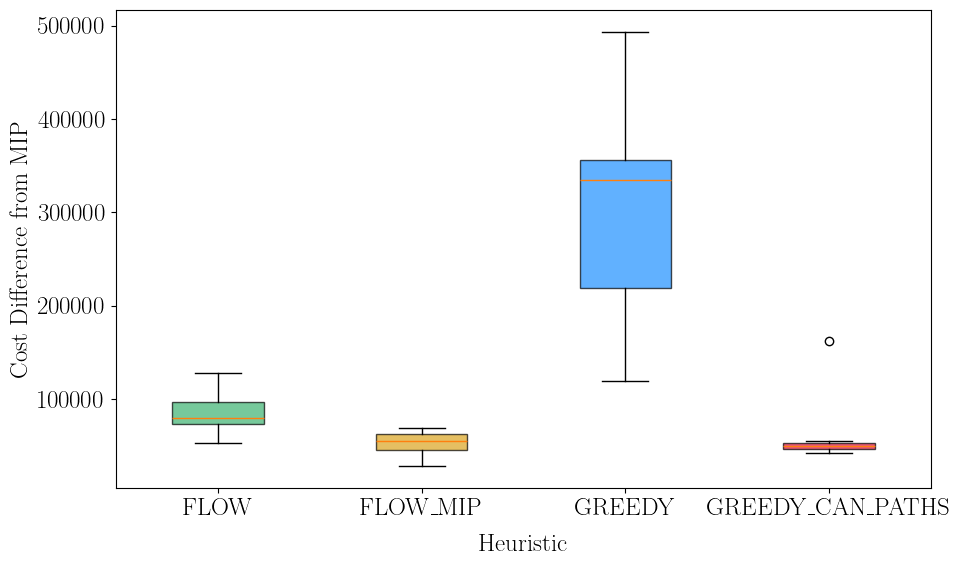 500000
400000
300000
200000
100000
Cost Difference from MIP
FLOW
FLOW_MIP
GREEDY
GREEDY_CAN_PATHS
Heuristic